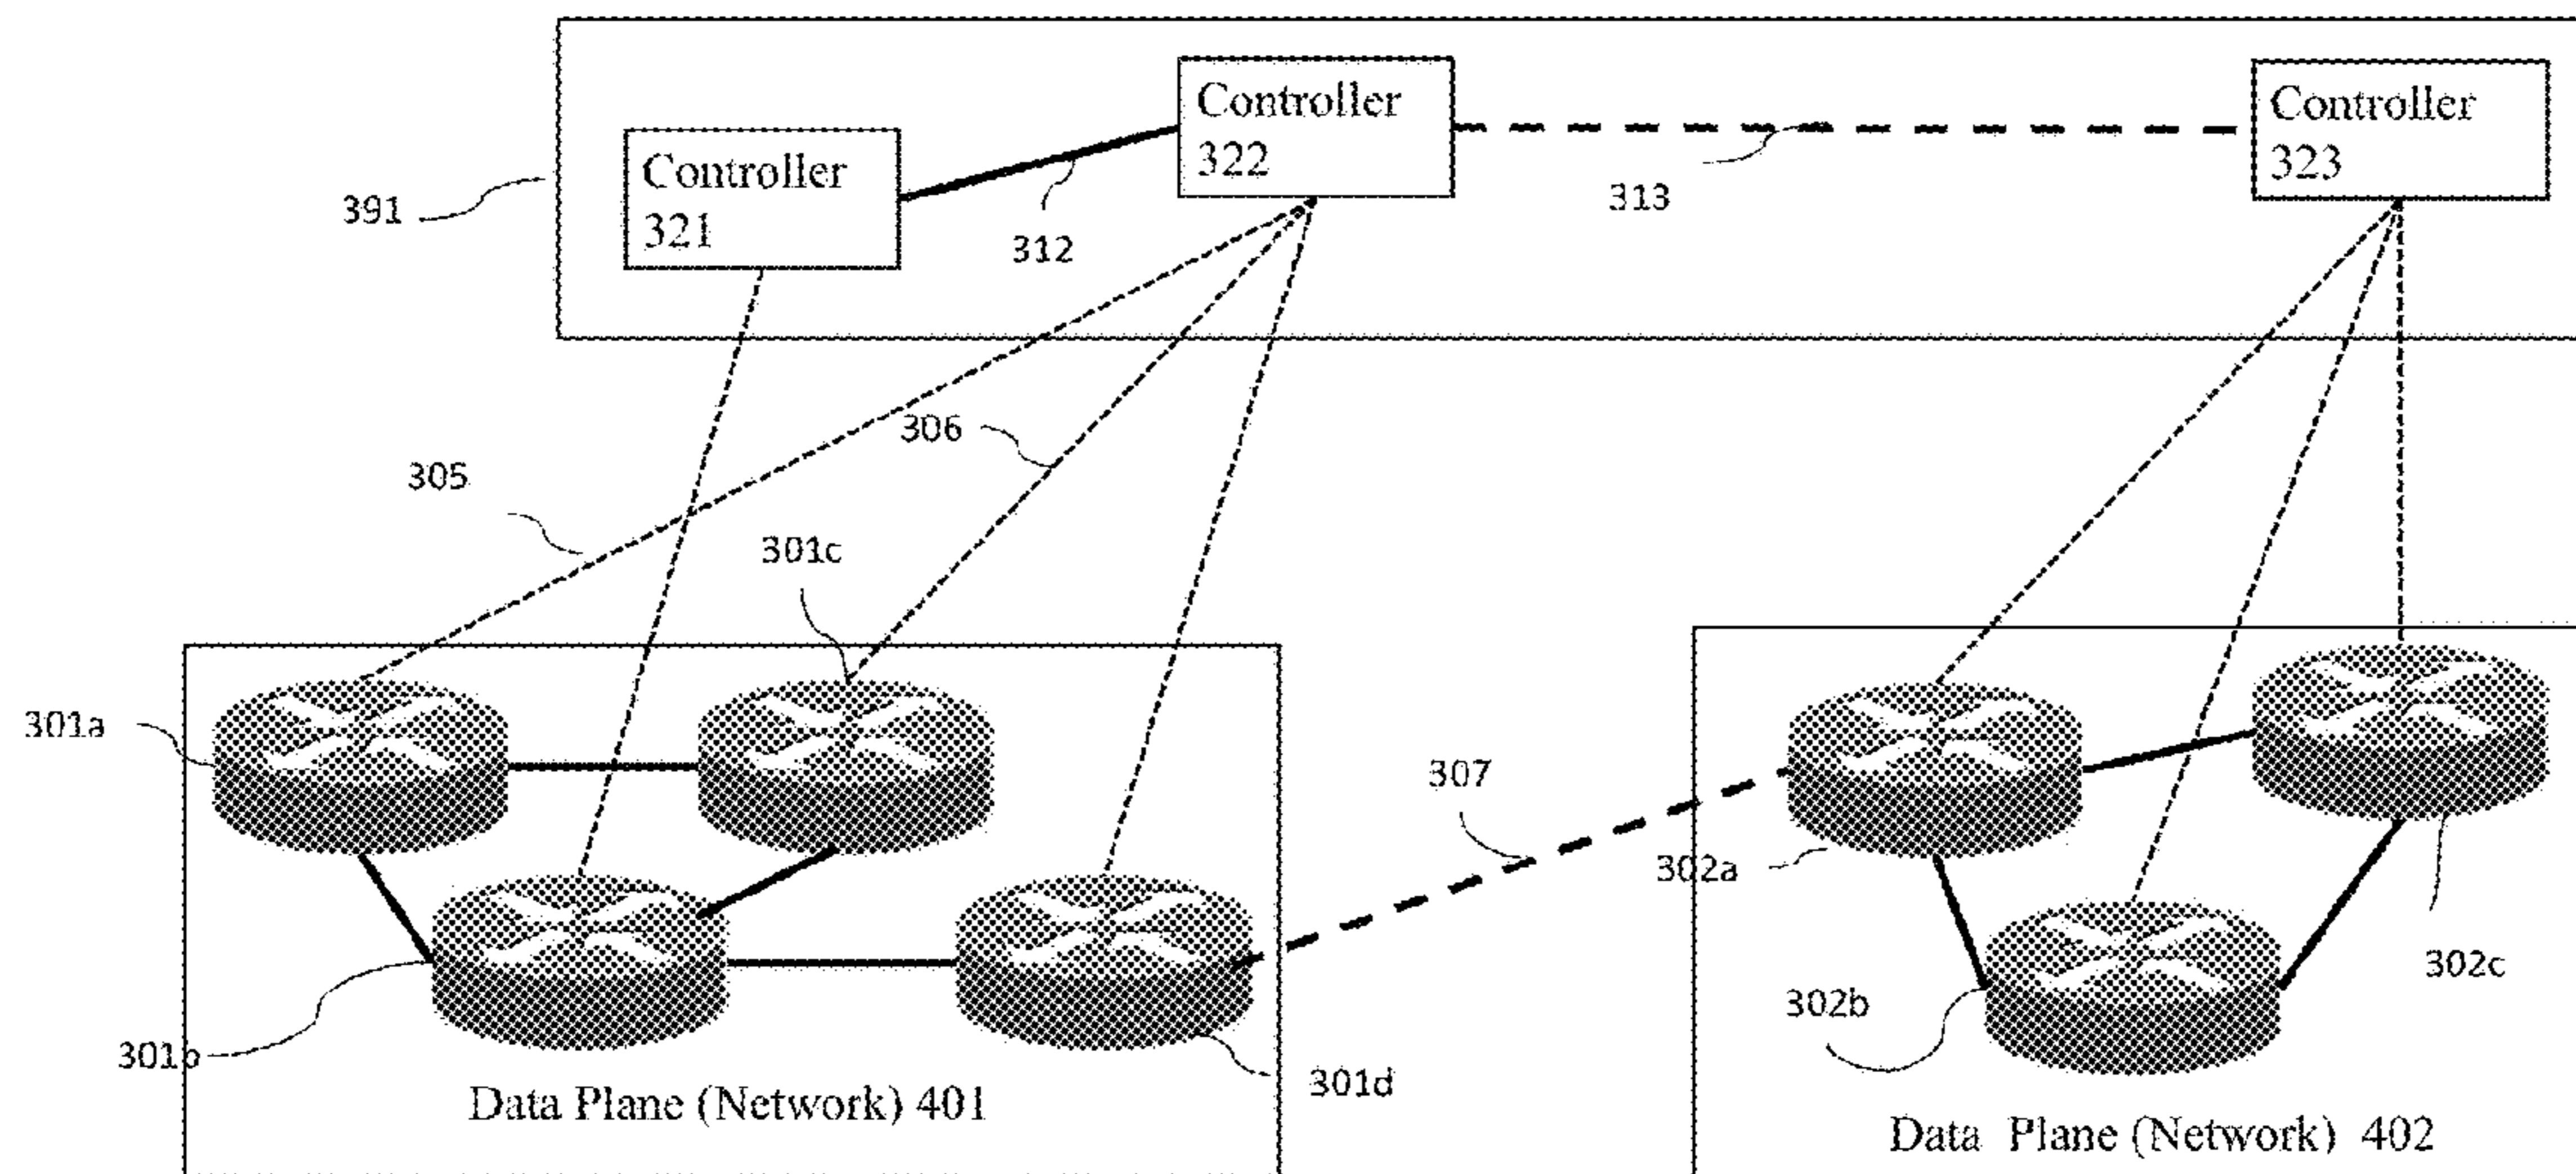 Controller
322
Controller
323
Controller
321
391
312
313
306
305
301c
301a
307
302a
302c
302b
301b
301d
Data Plane (Network) 401
Data Plane (Network) 402